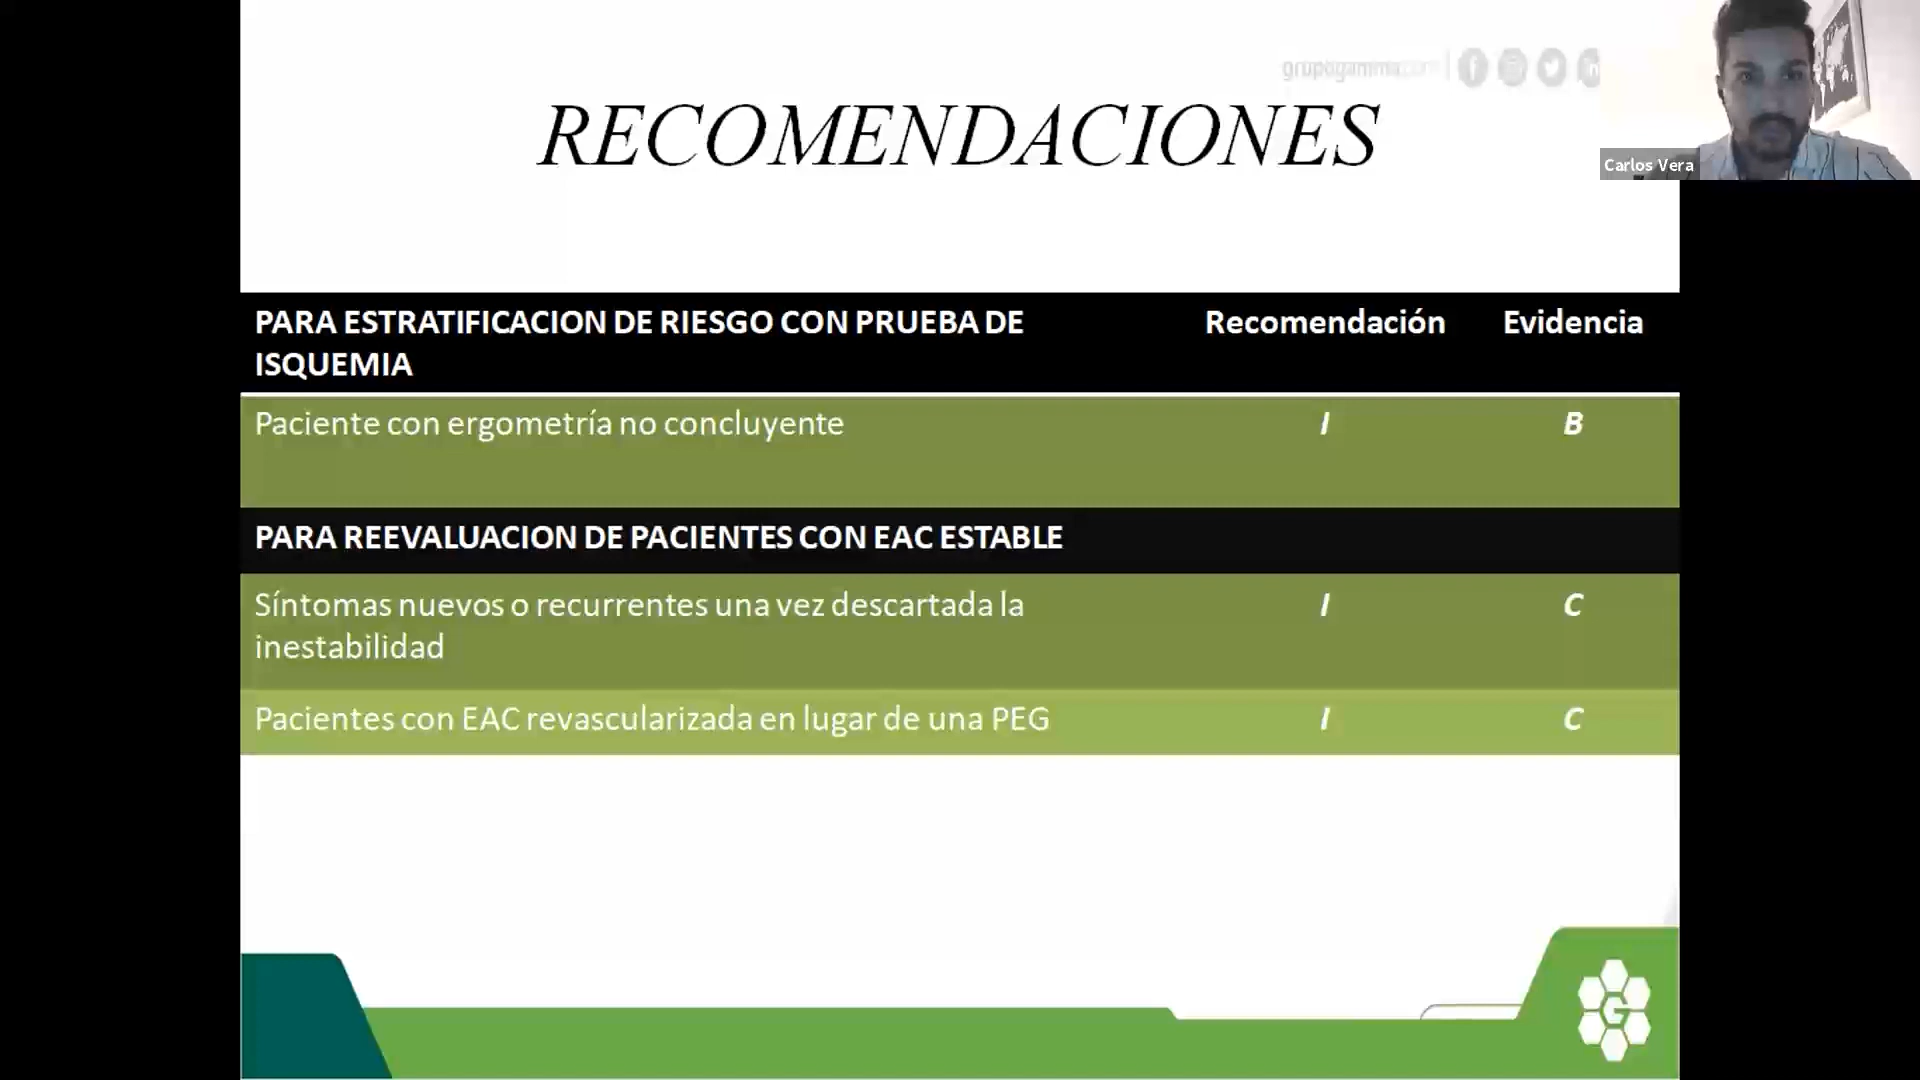 RECOMENDACIONES
Carlos Vera
PARA ESTRATIFICACION DE RIESGO CON PRUEBA DE
ISQUEMIA
Recomendación
Evidencia
Paciente con ergometría no concluyente
I
B
PARA REEVALUACION DE PACIENTES CON EAC ESTABLE
Síntomas nuevos o recurrentes una vez descartada la
inestabilidad
I
C
Pacientes con EAC revascularizada en lugar de una PEG
I
C
G